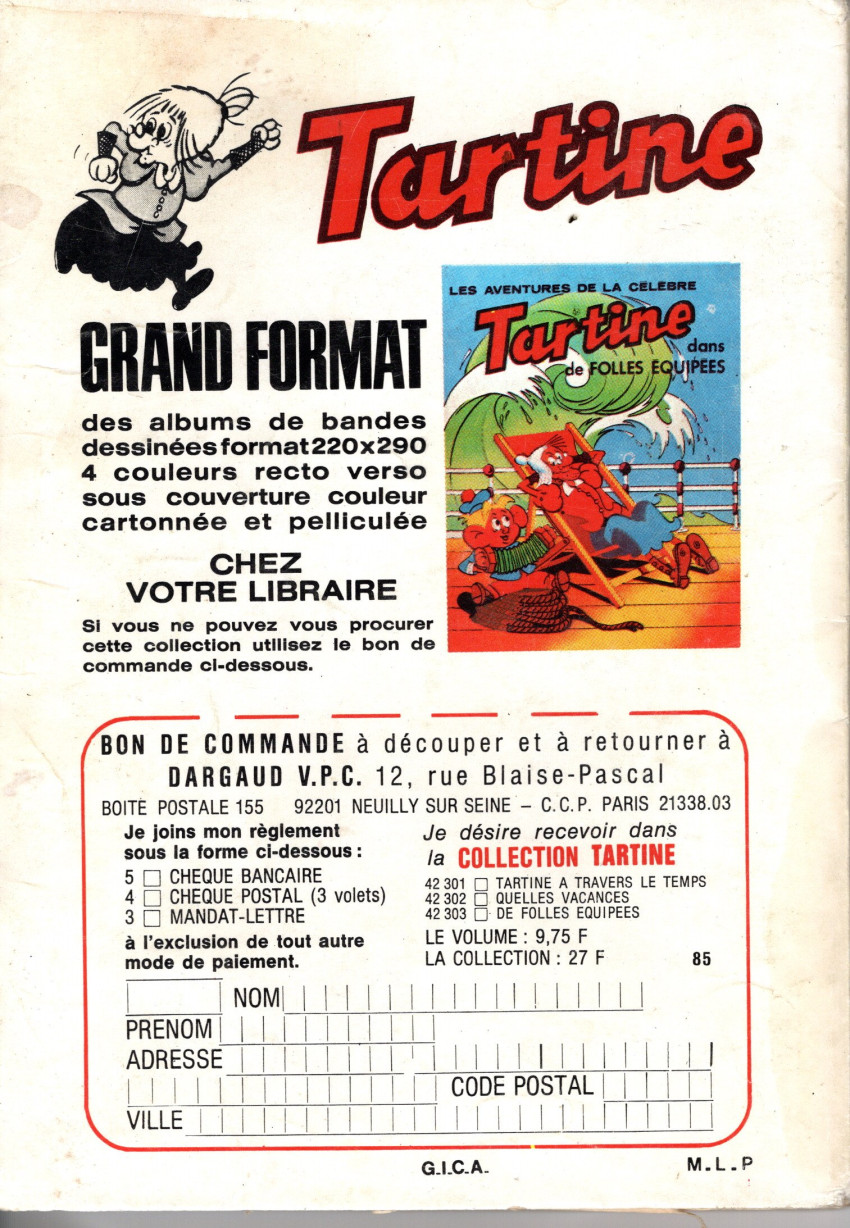 Tartine
LES AVENTURES DE LA CÉLÈBRE
Tartine
dans
de FOLLES EQUIPÉES
GRAND FORMAT
des albums de bandes
dessinées format 220x290
4 couleurs recto verso
sous couverture couleur
cartonnée et pelliculée
CHEZ
VOTRE LIBRAIRE
Si vous ne pouvez vous procurer
cette collection utilisez le bon de
commande ci-dessous.
BON DE COMMANDE à découper et à retourner à
DARGAUD V.P.C. 12, rue Blaise-Pascal
BOITE POSTALE 155 92201 NEUILLY SUR SEINE - C.C.P. PARIS 21338.03
Je joins mon règlement
sous la forme ci-dessous :
5 □ CHEQUE BANCAIRE
4 □ CHEQUE POSTAL (3 volets)
3 □ MANDAT-LETTRE
à l'exclusion de tout autre
mode de paiement.
Je désire recevoir dans
la COLLECTION TARTINE
42 301 □ TARTINE A TRAVERS LE TEMPS
42 302 □ QUELLES VACANCES
42 303 □ DE FOLLES EQUIPEES
LE VOLUME : 9,75 F
LA COLLECTION : 27 F 85
NOM
PRENOM
ADRESSE
CODE POSTAL
VILLE
G.I.C.A.
M.L.P